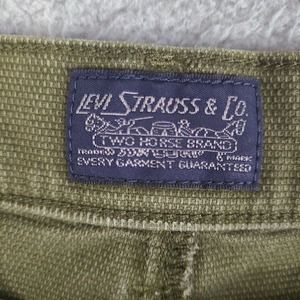 LEVI STRAUSS & CO.
TWO HORSE BRAND
TRADE MARK
EVERY GARMENT GUARANTEED